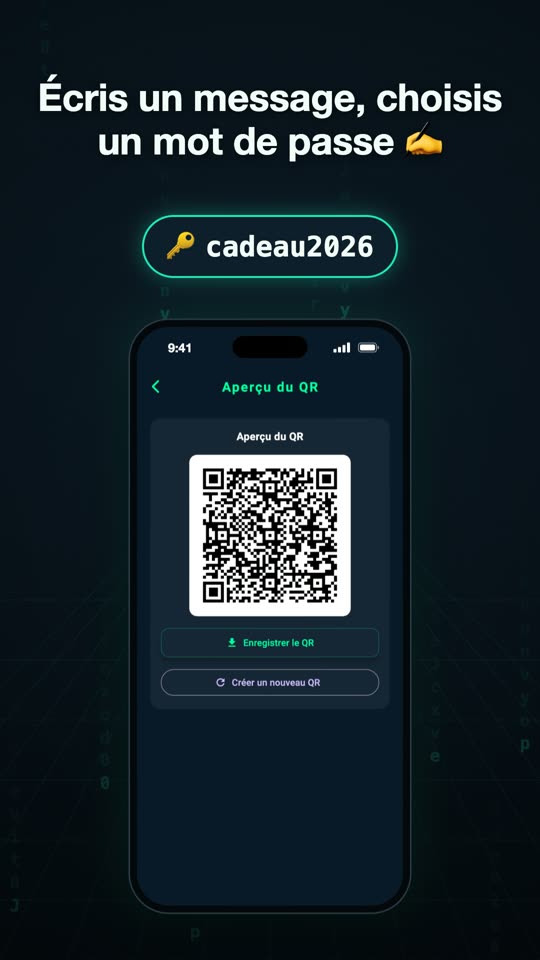 Écris un message, choisis
un mot de passe ✍️
🔑 cadeau2026
9:41
Aperçu du QR
Aperçu du QR
Enregistrer le QR
Créer un nouveau QR